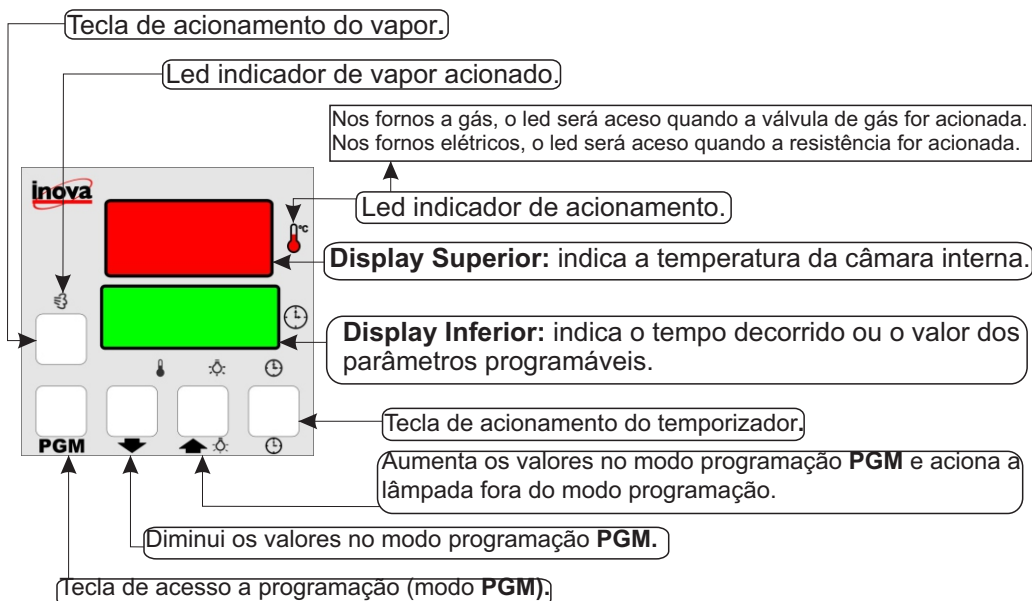 Tecla de acionamento do vapor.
Led indicador de vapor acionado.
Nos fornos a gás, o led será aceso quando a válvula de gás for acionada.
Nos fornos elétricos, o led será aceso quando a resistência for acionada.
inova
°C
Led indicador de acionamento.
Display Superior: indica a temperatura da câmara interna.
Display Inferior: indica o tempo decorrido ou o valor dos
parâmetros programáveis.
Tecla de acionamento do temporizador.
PGM
Aumenta os valores no modo programação PGM e aciona a
lâmpada fora do modo programação.
Diminui os valores no modo programação PGM.
Tecla de acesso a programação (modo PGM).